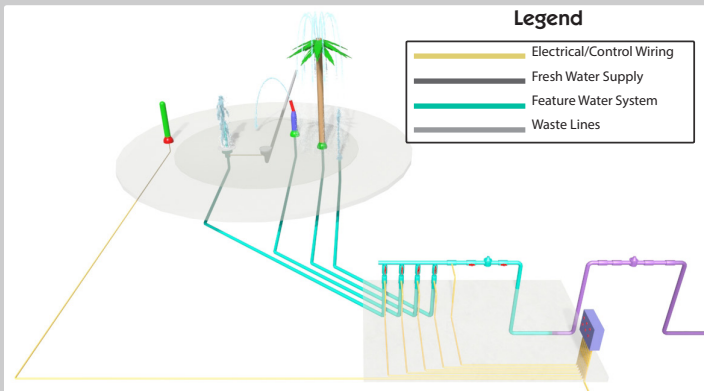 Legend
Electrical/Control Wiring
Fresh Water Supply
Feature Water System
Waste Lines